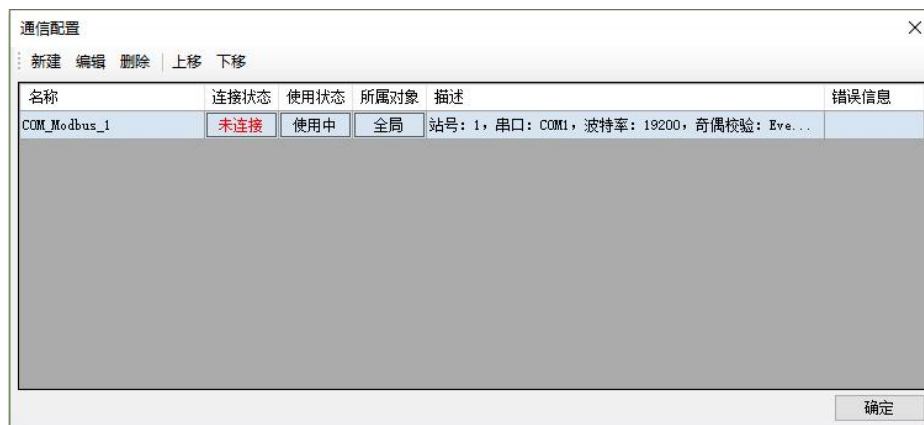 通信配置
新建 编辑 删除 上移 下移
名称 连接状态 使用状态 所属对象 描述 错误信息
COM_Modbus_1 未连接 使用中 全局 站号: 1, 串口: COM1, 波特率: 19200, 奇偶校验: Eve...
确定